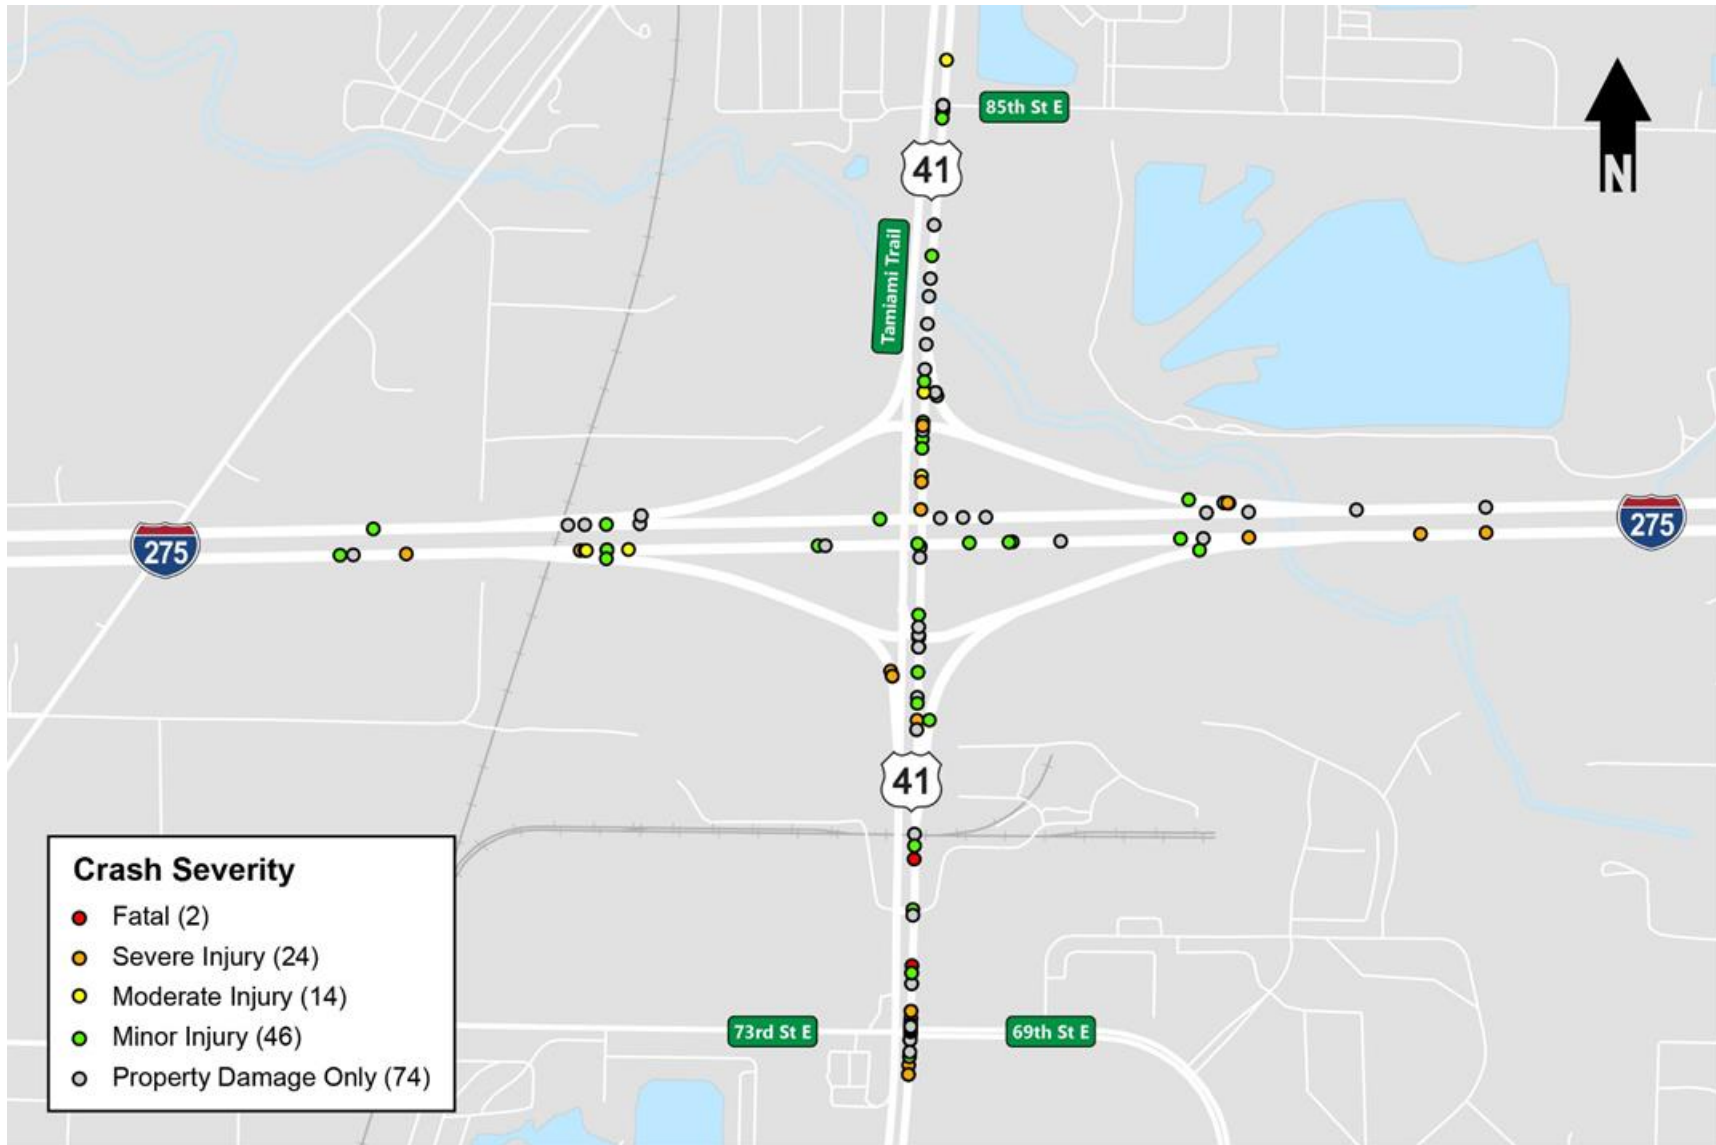 85th St E
N
41
Tamiami Trail
275
275
41
Crash Severity
Fatal (2)
Severe Injury (24)
Moderate Injury (14)
Minor Injury (46)
Property Damage Only (74)
73rd St E
69th St E